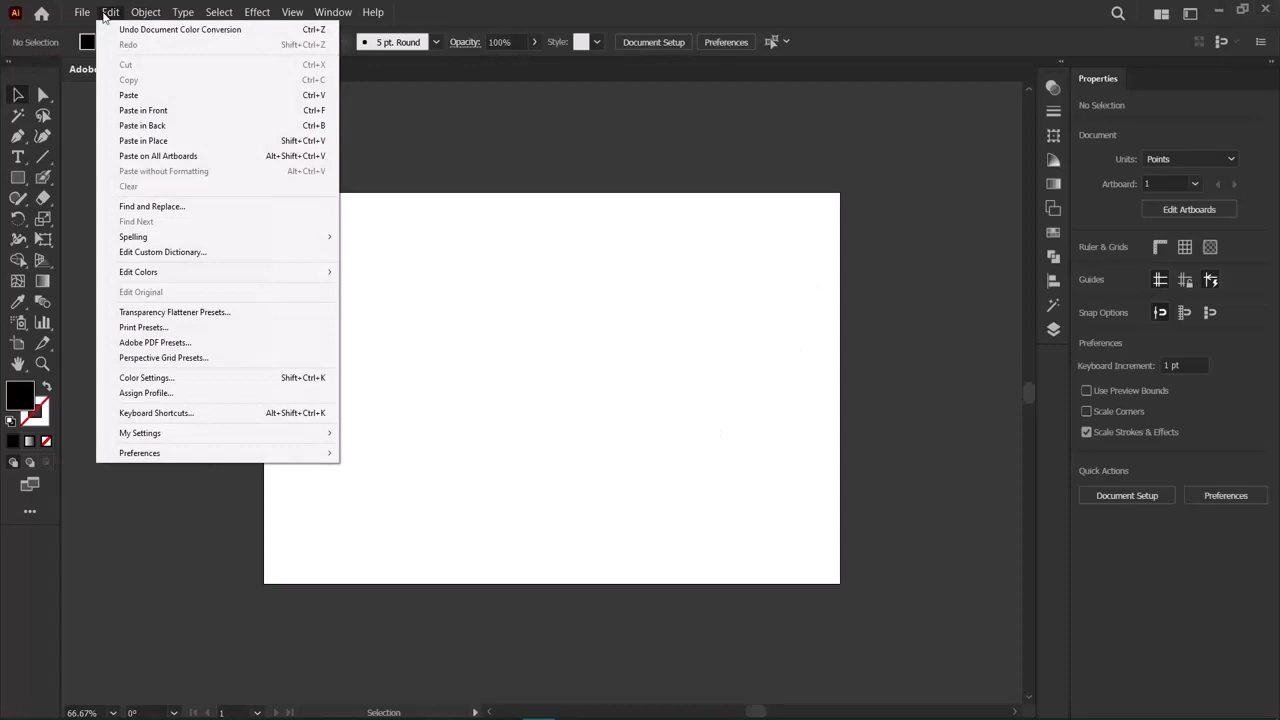 Ai File Edit Object Type Select Effect View Window Help
No Selection 5 pt. Round Opacity: 100% Style: Document Setup Preferences
Undo Document Color Conversion Ctrl+Z
Redo Shift+Ctrl+Z
Cut Ctrl+X
Copy Ctrl+C
Paste Ctrl+V
Paste in Front Ctrl+F
Paste in Back Ctrl+B
Paste in Place Shift+Ctrl+V
Paste on All Artboards Alt+Shift+Ctrl+V
Paste without Formatting Alt+Ctrl+V
Clear
Find and Replace...
Find Next
Spelling
Edit Custom Dictionary...
Edit Colors
Edit Original
Transparency Flattener Presets...
Print Presets...
Adobe PDF Presets...
Perspective Grid Presets...
Color Settings... Shift+Ctrl+K
Assign Profile...
Keyboard Shortcuts... Alt+Shift+Ctrl+K
My Settings
Preferences
Properties
No Selection
Document
Units: Points
Artboard: 1
Edit Artboards
Ruler & Grids
Guides
Snap Options
Preferences
Keyboard Increment: 1 pt
Use Preview Bounds
Scale Corners
Scale Strokes & Effects
Quick Actions
Document Setup Preferences
66.67% 0° 1 Selection